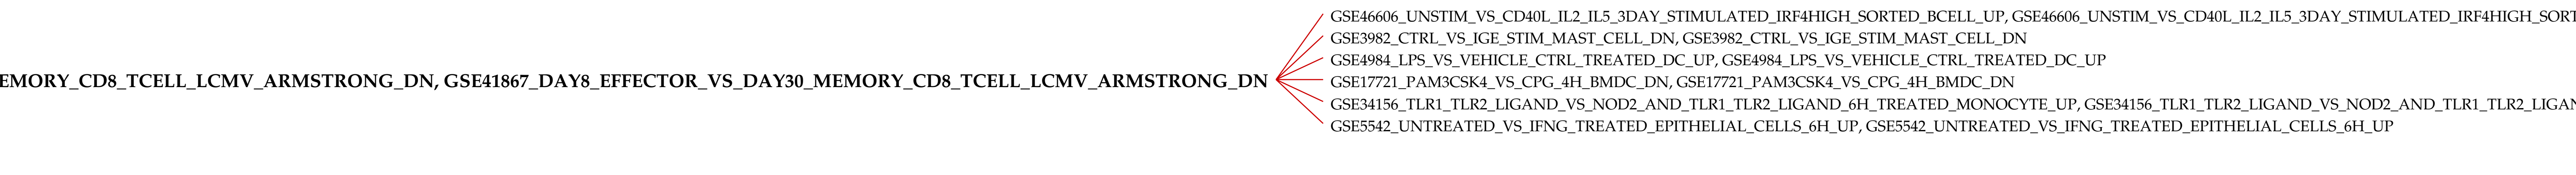 GSE46606_UNSTIM_VS_CD40L_IL2_IL5_3DAY_STIMULATED_IRF4HIGH_SORTED_BCELL_UP, GSE46606_UNSTIM_VS_CD40L_IL2_IL5_3DAY_STIMULATED_IRF4HIGH_SORT
GSE3982_CTRL_VS_IGE_STIM_MAST_CELL_DN, GSE3982_CTRL_VS_IGE_STIM_MAST_CELL_DN
GSE4984_LPS_VS_VEHICLE_CTRL_TREATED_DC_UP, GSE4984_LPS_VS_VEHICLE_CTRL_TREATED_DC_UP
EMORY_CD8_TCELL_LCMV_ARMSTRONG_DN, GSE41867_DAY8_EFFECTOR_VS_DAY30_MEMORY_CD8_TCELL_LCMV_ARMSTRONG_DN
GSE17721_PAM3CSK4_VS_CPG_4H_BMDC_DN, GSE17721_PAM3CSK4_VS_CPG_4H_BMDC_DN
GSE34156_TLR1_TLR2_LIGAND_VS_NOD2_AND_TLR1_TLR2_LIGAND_6H_TREATED_MONOCYTE_UP, GSE34156_TLR1_TLR2_LIGAND_VS_NOD2_AND_TLR1_TLR2_LIGAN
GSE5542_UNTREATED_VS_IFNG_TREATED_EPITHELIAL_CELLS_6H_UP, GSE5542_UNTREATED_VS_IFNG_TREATED_EPITHELIAL_CELLS_6H_UP